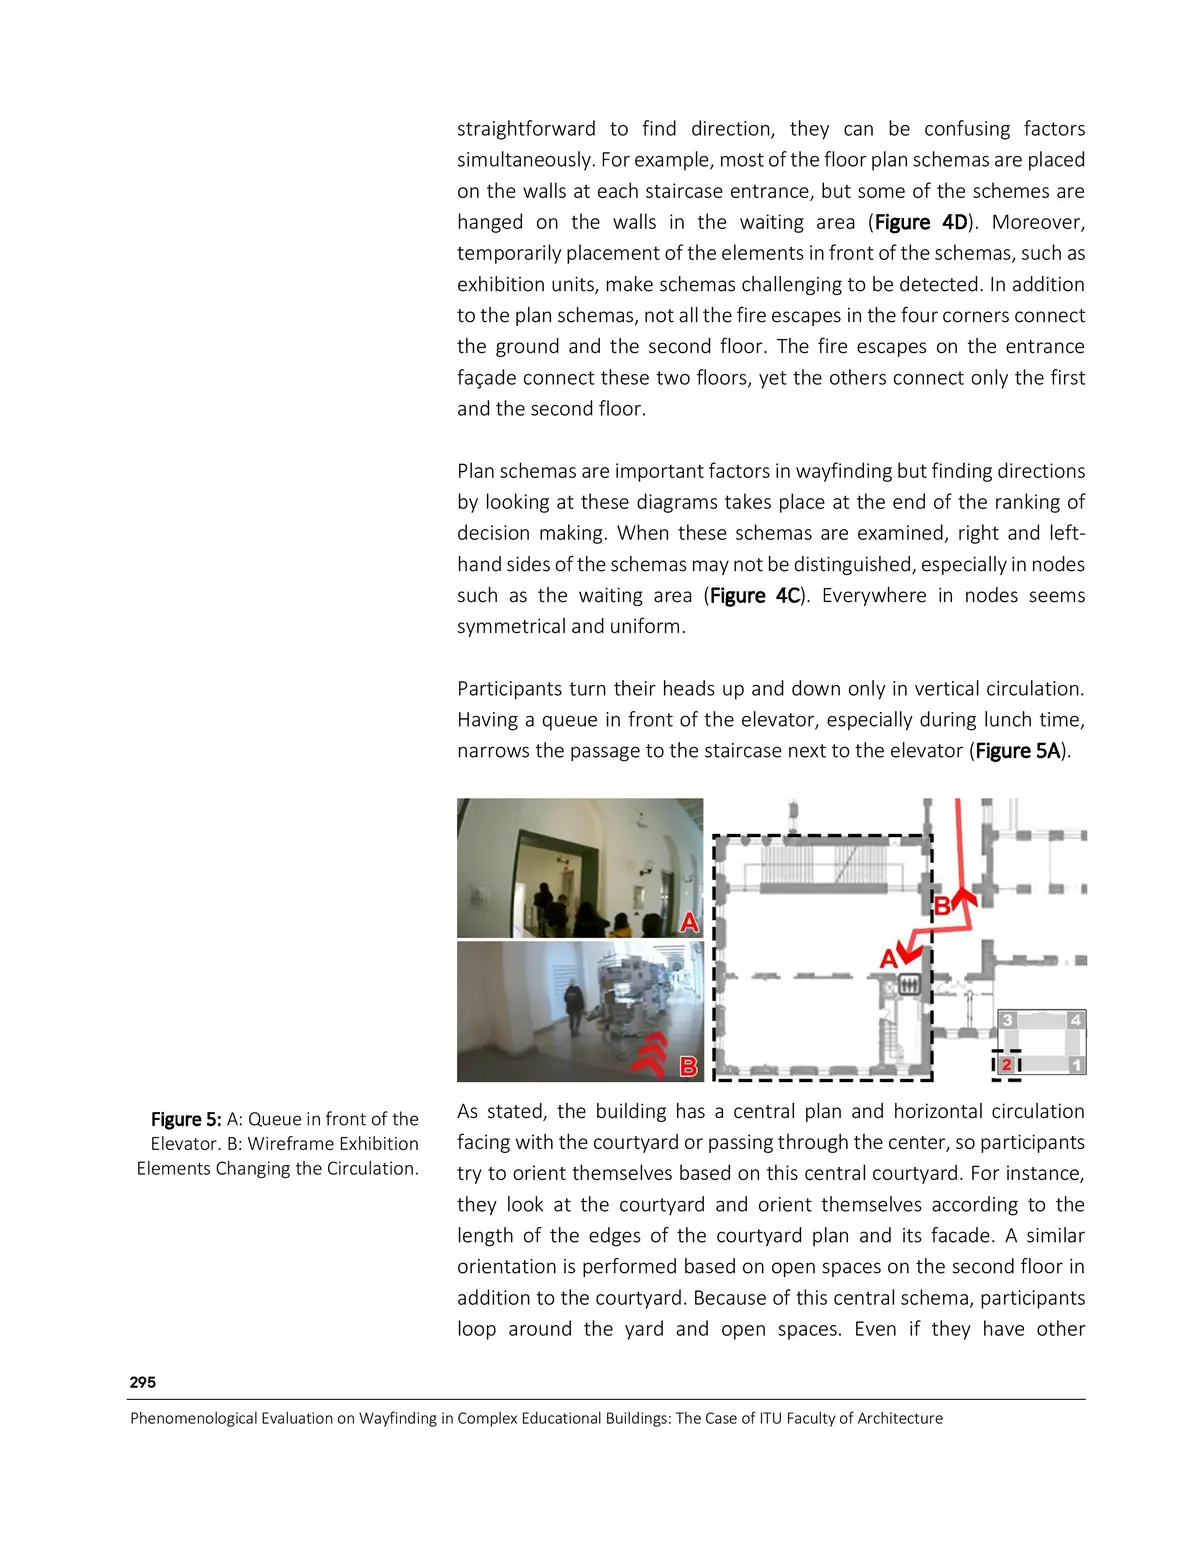 straightforward to find direction, they can be confusing factors
simultaneously. For example, most of the floor plan schemas are placed
on the walls at each staircase entrance, but some of the schemes are
hanged on the walls in the waiting area (Figure 4D). Moreover,
temporarily placement of the elements in front of the schemas, such as
exhibition units, make schemas challenging to be detected. In addition
to the plan schemas, not all the fire escapes in the four corners connect
the ground and the second floor. The fire escapes on the entrance
façade connect these two floors, yet the others connect only the first
and the second floor.
Plan schemas are important factors in wayfinding but finding directions
by looking at these diagrams takes place at the end of the ranking of
decision making. When these schemas are examined, right and left-
hand sides of the schemas may not be distinguished, especially in nodes
such as the waiting area (Figure 4C). Everywhere in nodes seems
symmetrical and uniform.
Participants turn their heads up and down only in vertical circulation.
Having a queue in front of the elevator, especially during lunch time,
narrows the passage to the staircase next to the elevator (Figure 5A).
A
B
B
A
3
4
2
1
Figure 5: A: Queue in front of the
Elevator. B: Wireframe Exhibition
Elements Changing the Circulation.
As stated, the building has a central plan and horizontal circulation
facing with the courtyard or passing through the center, so participants
try to orient themselves based on this central courtyard. For instance,
they look at the courtyard and orient themselves according to the
length of the edges of the courtyard plan and its facade. A similar
orientation is performed based on open spaces on the second floor in
addition to the courtyard. Because of this central schema, participants
loop around the yard and open spaces. Even if they have other
295
Phenomenological Evaluation on Wayfinding in Complex Educational Buildings: The Case of ITU Faculty of Architecture